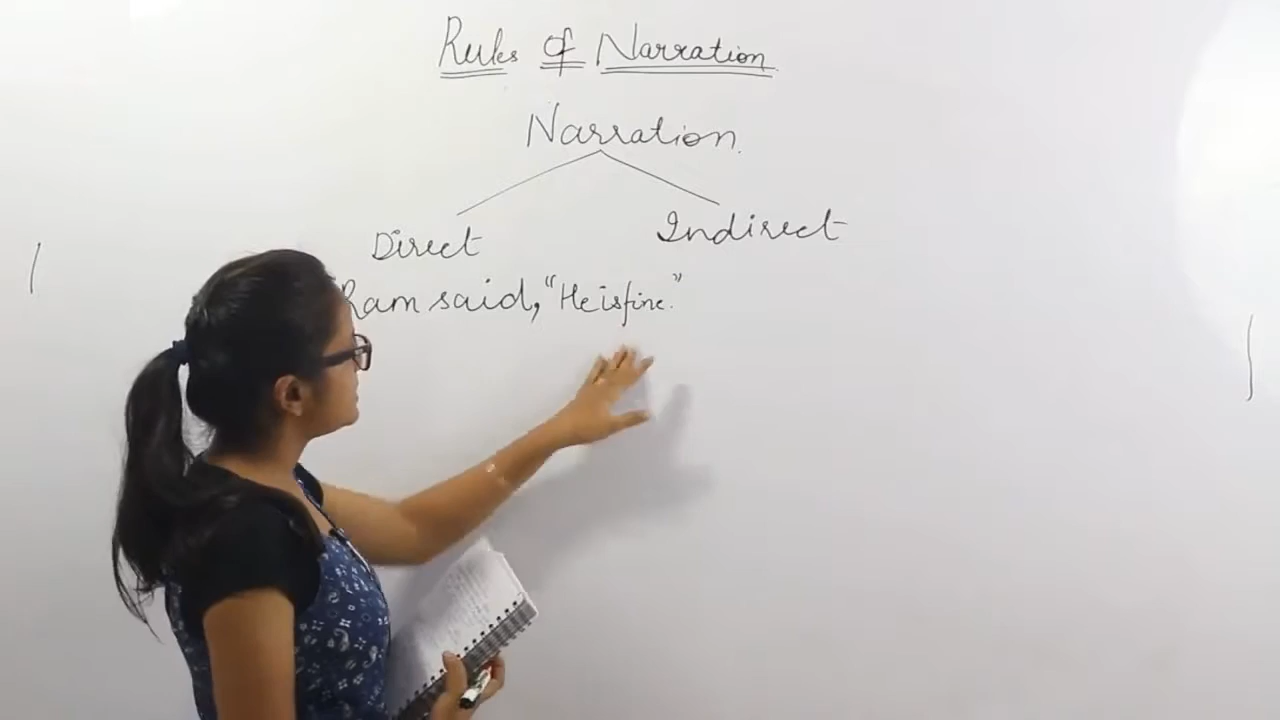 Rules of Narration
Narration.
Direct Indirect
Ram said, "He is fine."